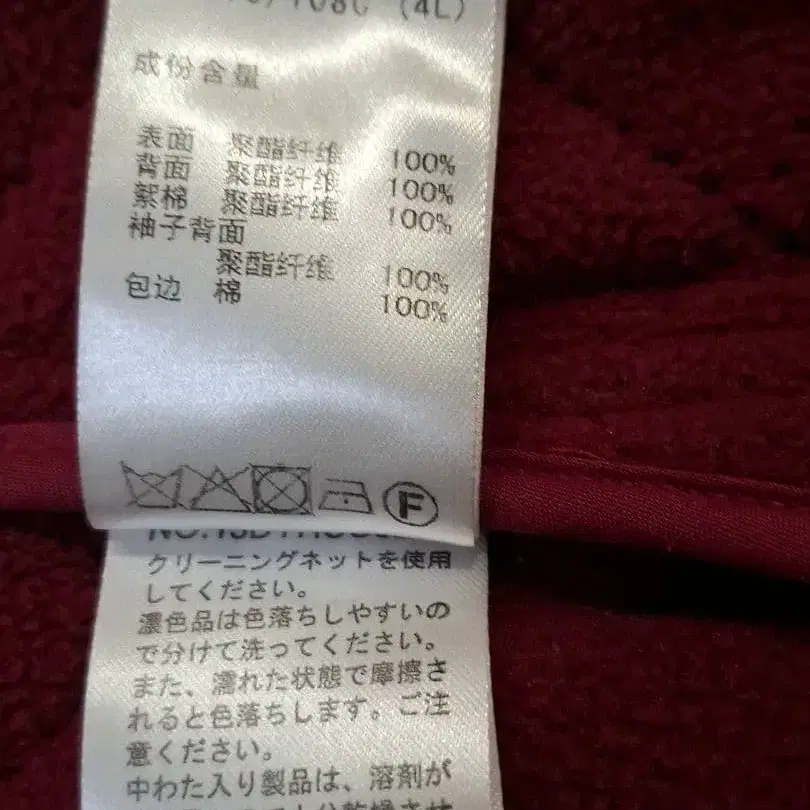 108C (4L)
成份含量
表面 聚酯纤维 100%
背面 聚酯纤维 100%
絮棉 聚酯纤维 100%
袖子背面
聚酯纤维 100%
包边 棉 100%
F
クリーニングネットを使用
してください。
濃色品は色落ちしやすいの
で分けて洗ってください。
また、濡れた状態で摩擦さ
れると色落ちします。ご注
意ください。
中わた入り製品は、溶剤が